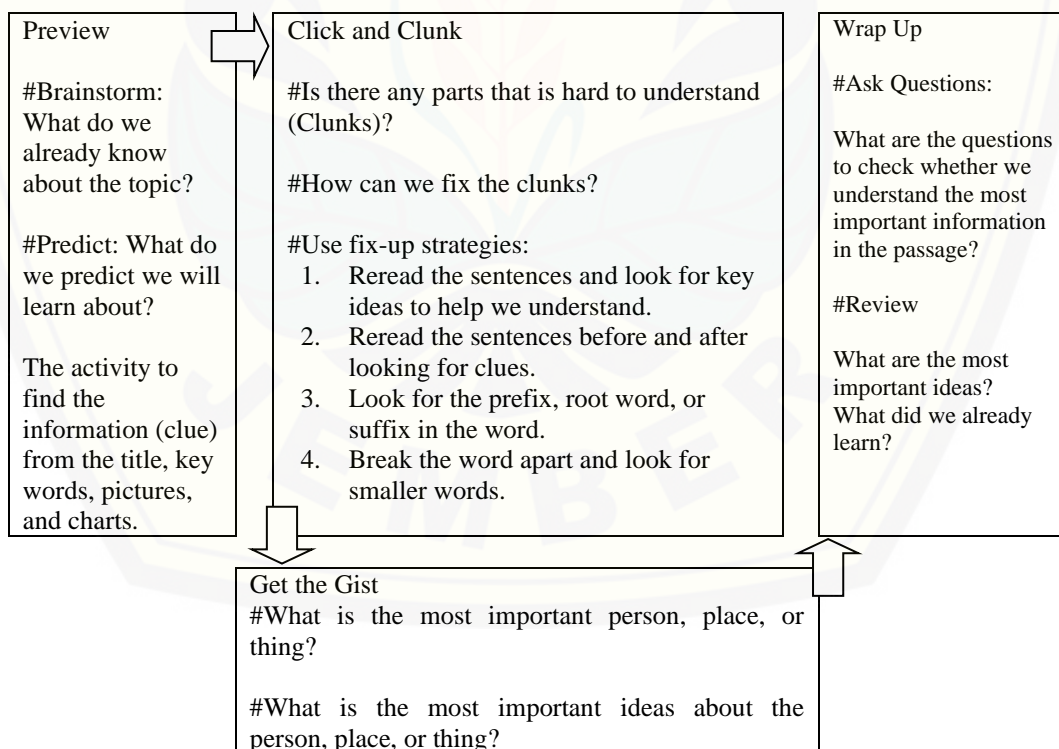 Preview
#Brainstorm:
What do we
already know
about the topic?
#Predict: What do
we predict we will
learn about?
The activity to
find the
information (clue)
from the title, key
words, pictures,
and charts.
Click and Clunk
#Is there any parts that is hard to understand
(Clunks)?
#How can we fix the clunks?
#Use fix-up strategies:
1. Reread the sentences and look for key
ideas to help we understand.
2. Reread the sentences before and after
looking for clues.
3. Look for the prefix, root word, or
suffix in the word.
4. Break the word apart and look for
smaller words.
Get the Gist
#What is the most important person, place, or
thing?
#What is the most important ideas about the
person, place, or thing?
Wrap Up
#Ask Questions:
What are the questions
to check whether we
understand the most
important information
in the passage?
#Review
What are the most
important ideas?
What did we already
learn?
JEMBER